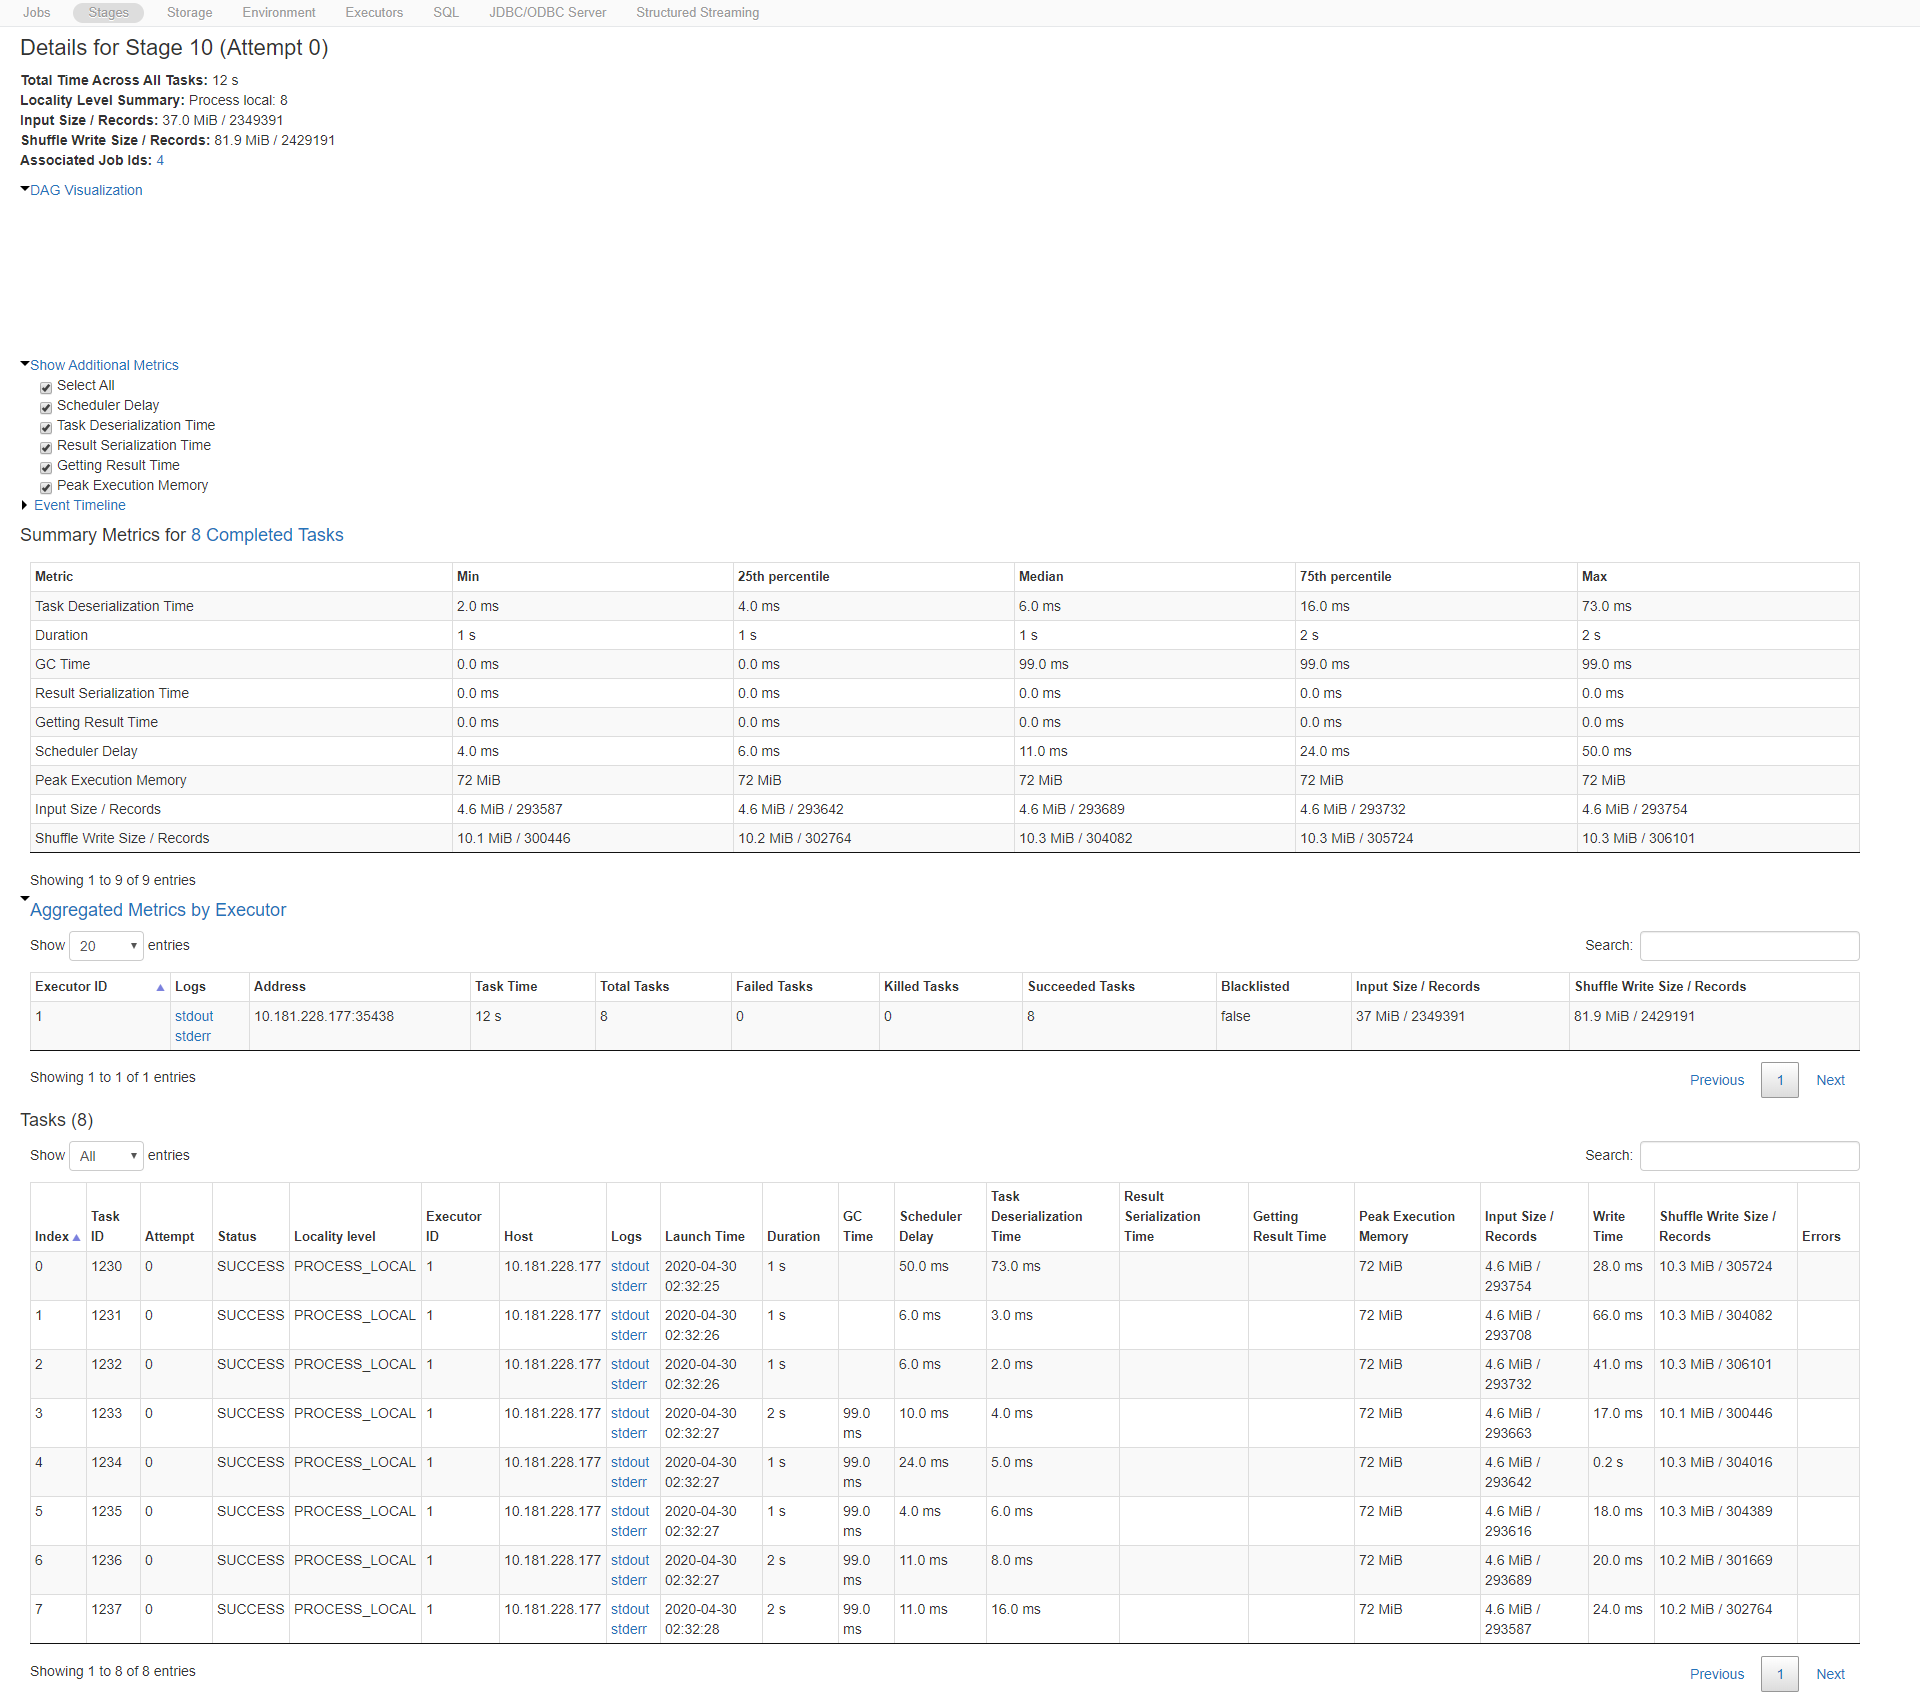 Jobs Stages Storage Environment Executors SQL JDBC/ODBC Server Structured Streaming
Details for Stage 10 (Attempt 0)
Total Time Across All Tasks: 12 s
Locality Level Summary: Process local: 8
Input Size / Records: 37.0 MiB / 2349391
Shuffle Write Size / Records: 81.9 MiB / 2429191
Associated Job Ids: 4
DAG Visualization
Show Additional Metrics
Select All
Scheduler Delay
Task Deserialization Time
Result Serialization Time
Getting Result Time
Peak Execution Memory
Event Timeline
Summary Metrics for 8 Completed Tasks
Metric Min 25th percentile Median 75th percentile Max
Task Deserialization Time 2.0 ms 4.0 ms 6.0 ms 16.0 ms 73.0 ms
Duration 1 s 1 s 1 s 2 s 2 s
GC Time 0.0 ms 0.0 ms 99.0 ms 99.0 ms 99.0 ms
Result Serialization Time 0.0 ms 0.0 ms 0.0 ms 0.0 ms 0.0 ms
Getting Result Time 0.0 ms 0.0 ms 0.0 ms 0.0 ms 0.0 ms
Scheduler Delay 4.0 ms 6.0 ms 11.0 ms 24.0 ms 50.0 ms
Peak Execution Memory 72 MiB 72 MiB 72 MiB 72 MiB 72 MiB
Input Size / Records 4.6 MiB / 293587 4.6 MiB / 293642 4.6 MiB / 293689 4.6 MiB / 293732 4.6 MiB / 293754
Shuffle Write Size / Records 10.1 MiB / 300446 10.2 MiB / 302764 10.3 MiB / 304082 10.3 MiB / 305724 10.3 MiB / 306101
Showing 1 to 9 of 9 entries
Aggregated Metrics by Executor
Show 20 entries Search:
Executor ID Logs Address Task Time Total Tasks Failed Tasks Killed Tasks Succeeded Tasks Blacklisted Input Size / Records Shuffle Write Size / Records
1 stdout 10.181.228.177:35438 12 s 8 0 0 8 false 37 MiB / 2349391 81.9 MiB / 2429191
stderr
Showing 1 to 1 of 1 entries Previous 1 Next
Tasks (8)
Show All entries Search:
Task Result
Task Executor GC Scheduler Deserialization Serialization Getting Peak Execution Input Size / Write Shuffle Write Size /
Index ID Attempt Status Locality level ID Host Logs Launch Time Duration Time Delay Time Time Result Time Memory Records Time Records Errors
0 1230 0 SUCCESS PROCESS_LOCAL 1 10.181.228.177 stdout 2020-04-30 1 s 50.0 ms 73.0 ms 72 MiB 4.6 MiB / 28.0 ms 10.3 MiB / 305724
stderr 02:32:25 293754
1 1231 0 SUCCESS PROCESS_LOCAL 1 10.181.228.177 stdout 2020-04-30 1 s 6.0 ms 3.0 ms 72 MiB 4.6 MiB / 66.0 ms 10.3 MiB / 304082
stderr 02:32:26 293708
2 1232 0 SUCCESS PROCESS_LOCAL 1 10.181.228.177 stdout 2020-04-30 1 s 6.0 ms 2.0 ms 72 MiB 4.6 MiB / 41.0 ms 10.3 MiB / 306101
stderr 02:32:26 293732
3 1233 0 SUCCESS PROCESS_LOCAL 1 10.181.228.177 stdout 2020-04-30 2 s 99.0 10.0 ms 4.0 ms 72 MiB 4.6 MiB / 17.0 ms 10.1 MiB / 300446
stderr 02:32:27 ms 293663
4 1234 0 SUCCESS PROCESS_LOCAL 1 10.181.228.177 stdout 2020-04-30 1 s 99.0 24.0 ms 5.0 ms 72 MiB 4.6 MiB / 0.2 s 10.3 MiB / 304016
stderr 02:32:27 ms 293642
5 1235 0 SUCCESS PROCESS_LOCAL 1 10.181.228.177 stdout 2020-04-30 1 s 99.0 4.0 ms 6.0 ms 72 MiB 4.6 MiB / 18.0 ms 10.3 MiB / 304389
stderr 02:32:27 ms 293616
6 1236 0 SUCCESS PROCESS_LOCAL 1 10.181.228.177 stdout 2020-04-30 2 s 99.0 11.0 ms 8.0 ms 72 MiB 4.6 MiB / 20.0 ms 10.2 MiB / 301669
stderr 02:32:27 ms 293689
7 1237 0 SUCCESS PROCESS_LOCAL 1 10.181.228.177 stdout 2020-04-30 2 s 99.0 11.0 ms 16.0 ms 72 MiB 4.6 MiB / 24.0 ms 10.2 MiB / 302764
stderr 02:32:28 ms 293587
Showing 1 to 8 of 8 entries Previous 1 Next